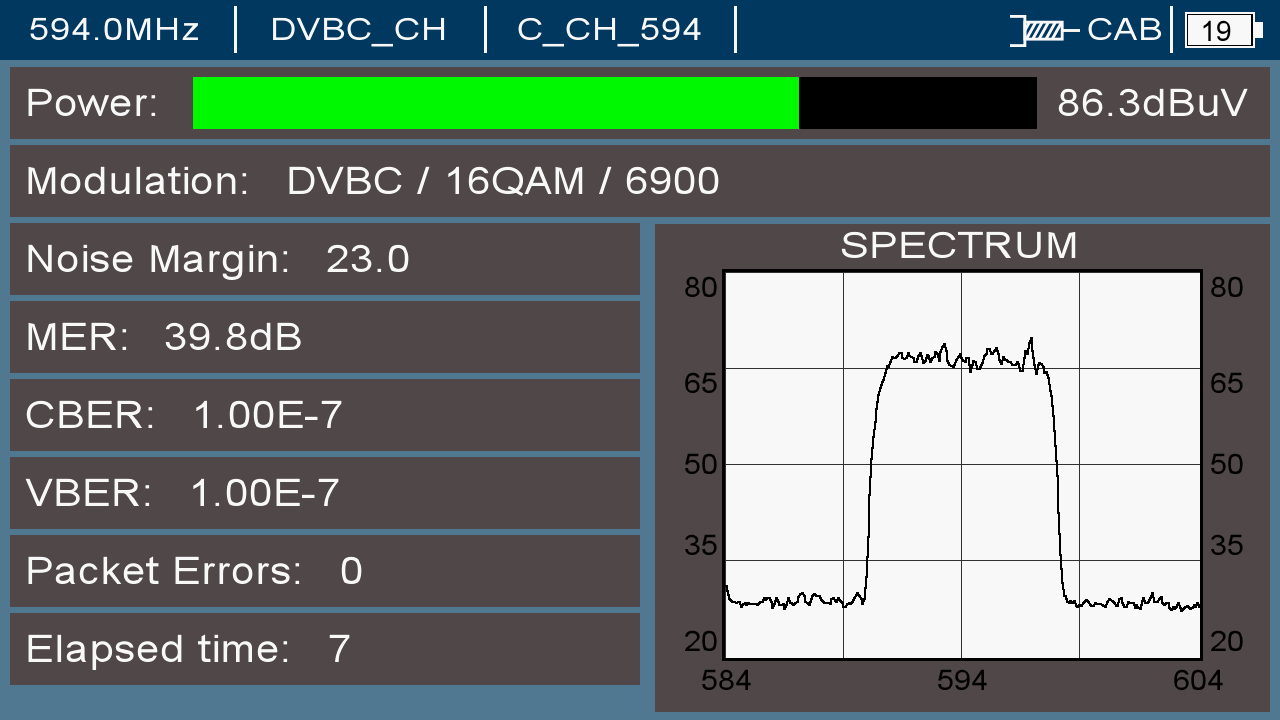 594.0MHz DVBC_CH C_CH_594 CAB 19
Power: 86.3dBuV
Modulation: DVBC / 16QAM / 6900
Noise Margin: 23.0
MER: 39.8dB
CBER: 1.00E-7
VBER: 1.00E-7
Packet Errors: 0
Elapsed time: 7
SPECTRUM
80 80
65 65
50 50
35 35
20 20
584 594 604